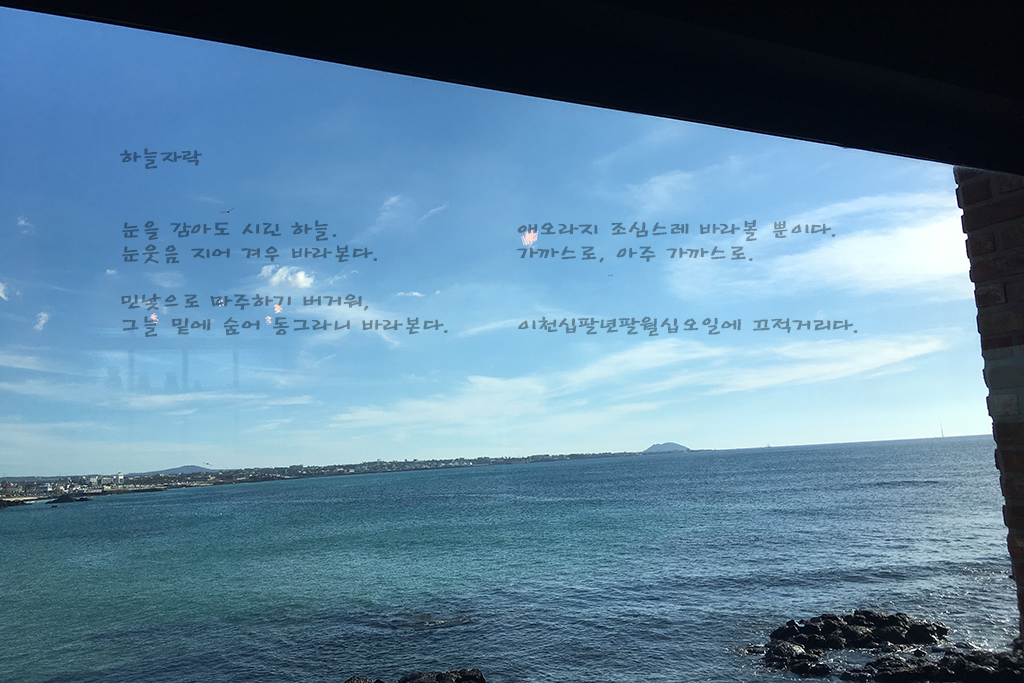 하늘자락
눈을 감아도 시린 하늘.
눈웃음 지어 겨우 바라본다.
민낯으로 마주하기 버거워,
그늘 밑에 숨어 동그라니 바라본다.
애오라지 조심스레 바라볼 뿐이다.
가까스로, 아주 가까스로.
이천십팔년팔월십오일에 끄적거리다.